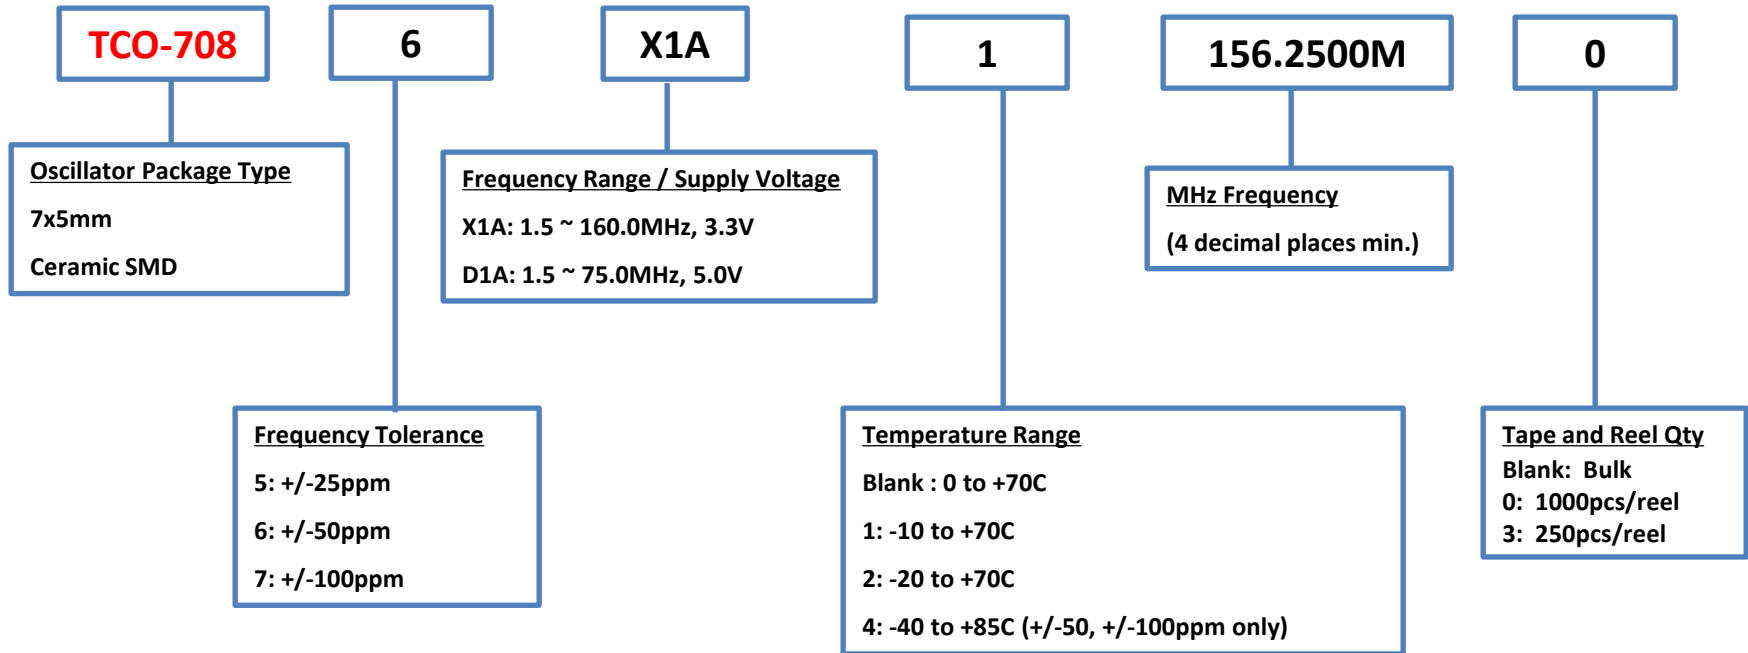 TCO-708
6
X1A
1
156.2500M
0
Oscillator Package Type
7x5mm
Ceramic SMD
Frequency Range / Supply Voltage
X1A: 1.5 ~ 160.0MHz, 3.3V
D1A: 1.5 ~ 75.0MHz, 5.0V
MHz Frequency
(4 decimal places min.)
Frequency Tolerance
5: +/-25ppm
6: +/-50ppm
7: +/-100ppm
Temperature Range
Blank : 0 to +70C
1: -10 to +70C
2: -20 to +70C
4: -40 to +85C (+/-50, +/-100ppm only)
Tape and Reel Qty
Blank:  Bulk
0:  1000pcs/reel
3:  250pcs/reel